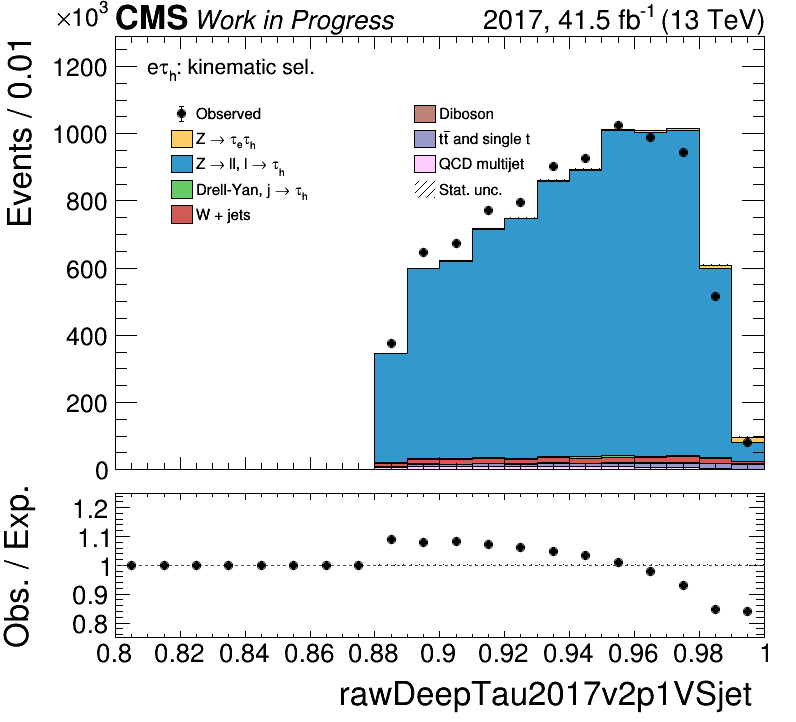 ×10³ CMS Work in Progress 2017, 41.5 fb⁻¹ (13 TeV)
eτₕ: kinematic sel.
Observed
Z → τₑτₕ
Z → ll, l → τₕ
Drell-Yan, j → τₕ
W + jets
Diboson
tt̄ and single t
QCD multijet
Stat. unc.
Events / 0.01
1200
1000
800
600
400
200
0
Obs. / Exp.
1.2
1.1
1
0.9
0.8
0.8 0.82 0.84 0.86 0.88 0.9 0.92 0.94 0.96 0.98 1
rawDeepTau2017v2p1VSjet